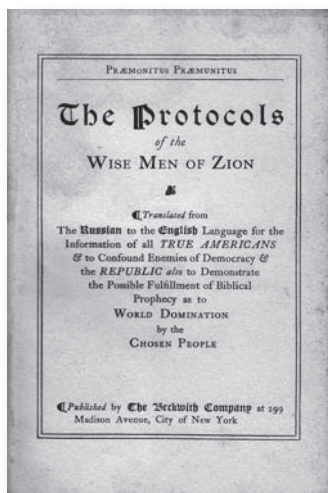 PRÆMONITUS PRÆMUNITUS
The Protocols
of the
WISE MEN OF ZION
¶ Translated from
The Russian to the English Language for the
Information of all TRUE AMERICANS
& to Confound Enemies of Democracy &
the REPUBLIC also to Demonstrate
the Possible Fulfillment of Biblical
Prophecy as to
WORLD DOMINATION
by the
CHOSEN PEOPLE
¶ Published by The Beckwith Company at 299
Madison Avenue, City of New York